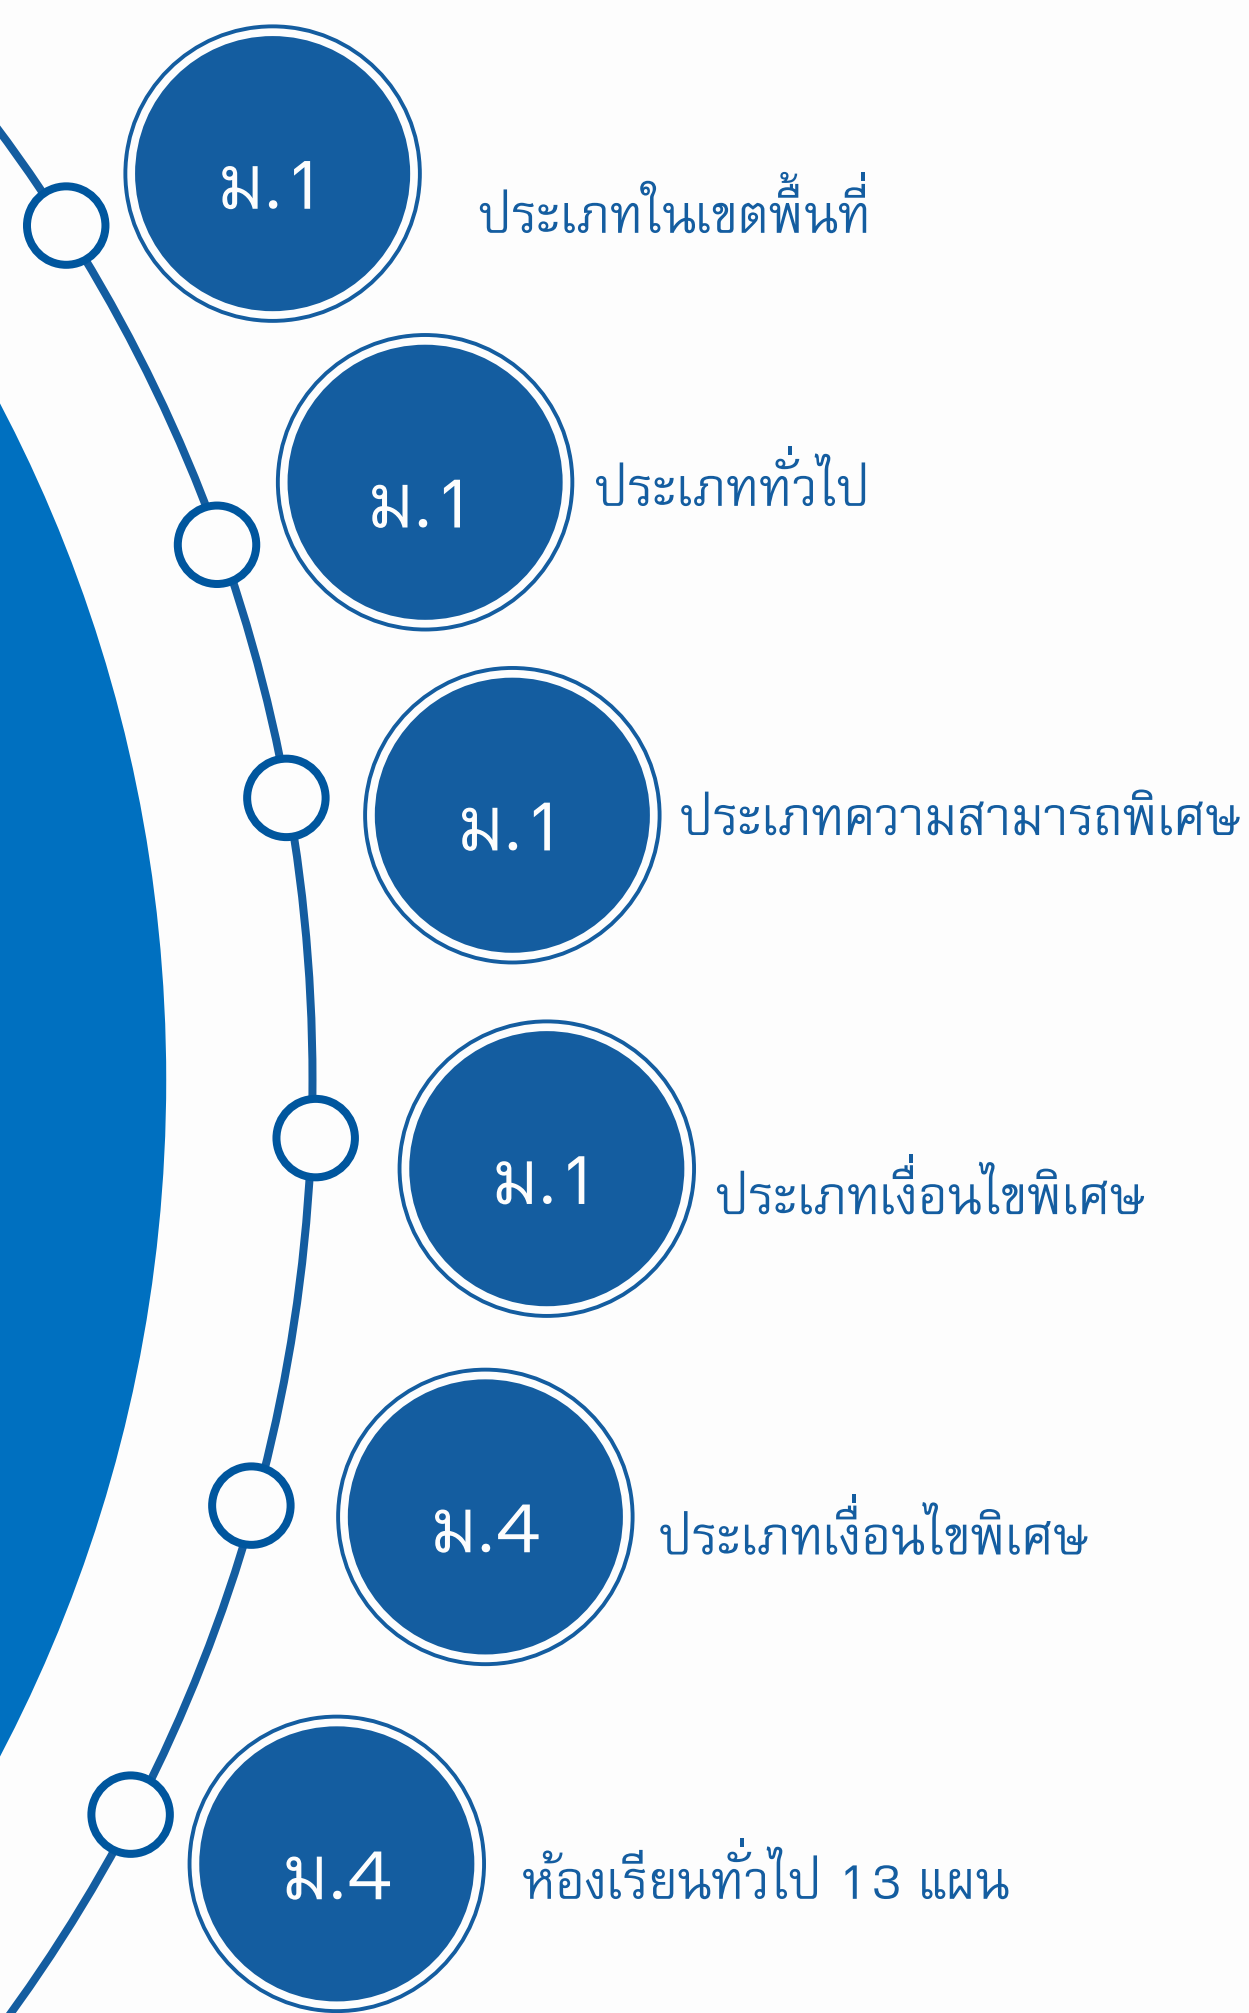 ม.1
ประเภทในเขตพื้นที่
ม.1
ประเภททั่วไป
ม.1
ประเภทความสามารถพิเศษ
ม.1
ประเภทเงื่อนไขพิเศษ
ม.4
ประเภทเงื่อนไขพิเศษ
ม.4
ห้องเรียนทั่วไป 13 แผน